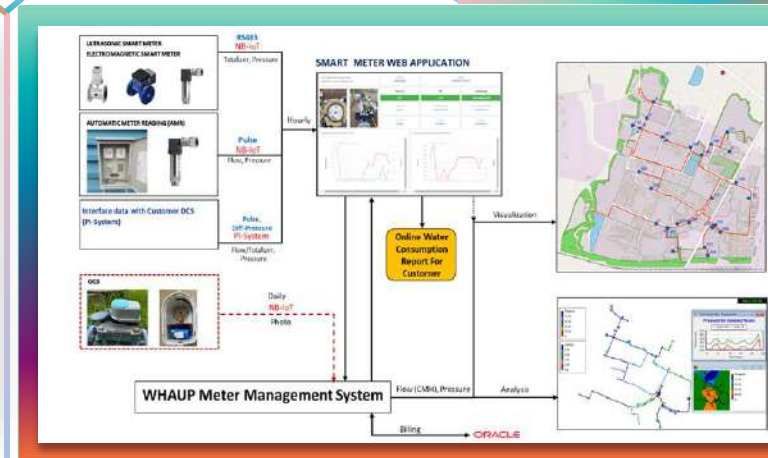 ULTRASONIC SMART METER
ELECTROMAGNETIC SMART METER
RS485
NB-IoT
Totalizer, Pressure
AUTOMATIC METER READING (AMR)
Pulse
NB-IoT
Flow, Pressure
Interface data with Customer DCS
(PI-System)
Pulse,
Diff-Pressure
PI-System
Flow/Totalizer,
Pressure
Hourly
SMART METER WEB APPLICATION
Online Water
Consumption
Report For
Customer
Visualization
Daily
NB-IoT
Photo
WHAUP Meter Management System
Flow (CMH), Pressure
Analysis
Billing
ORACLE